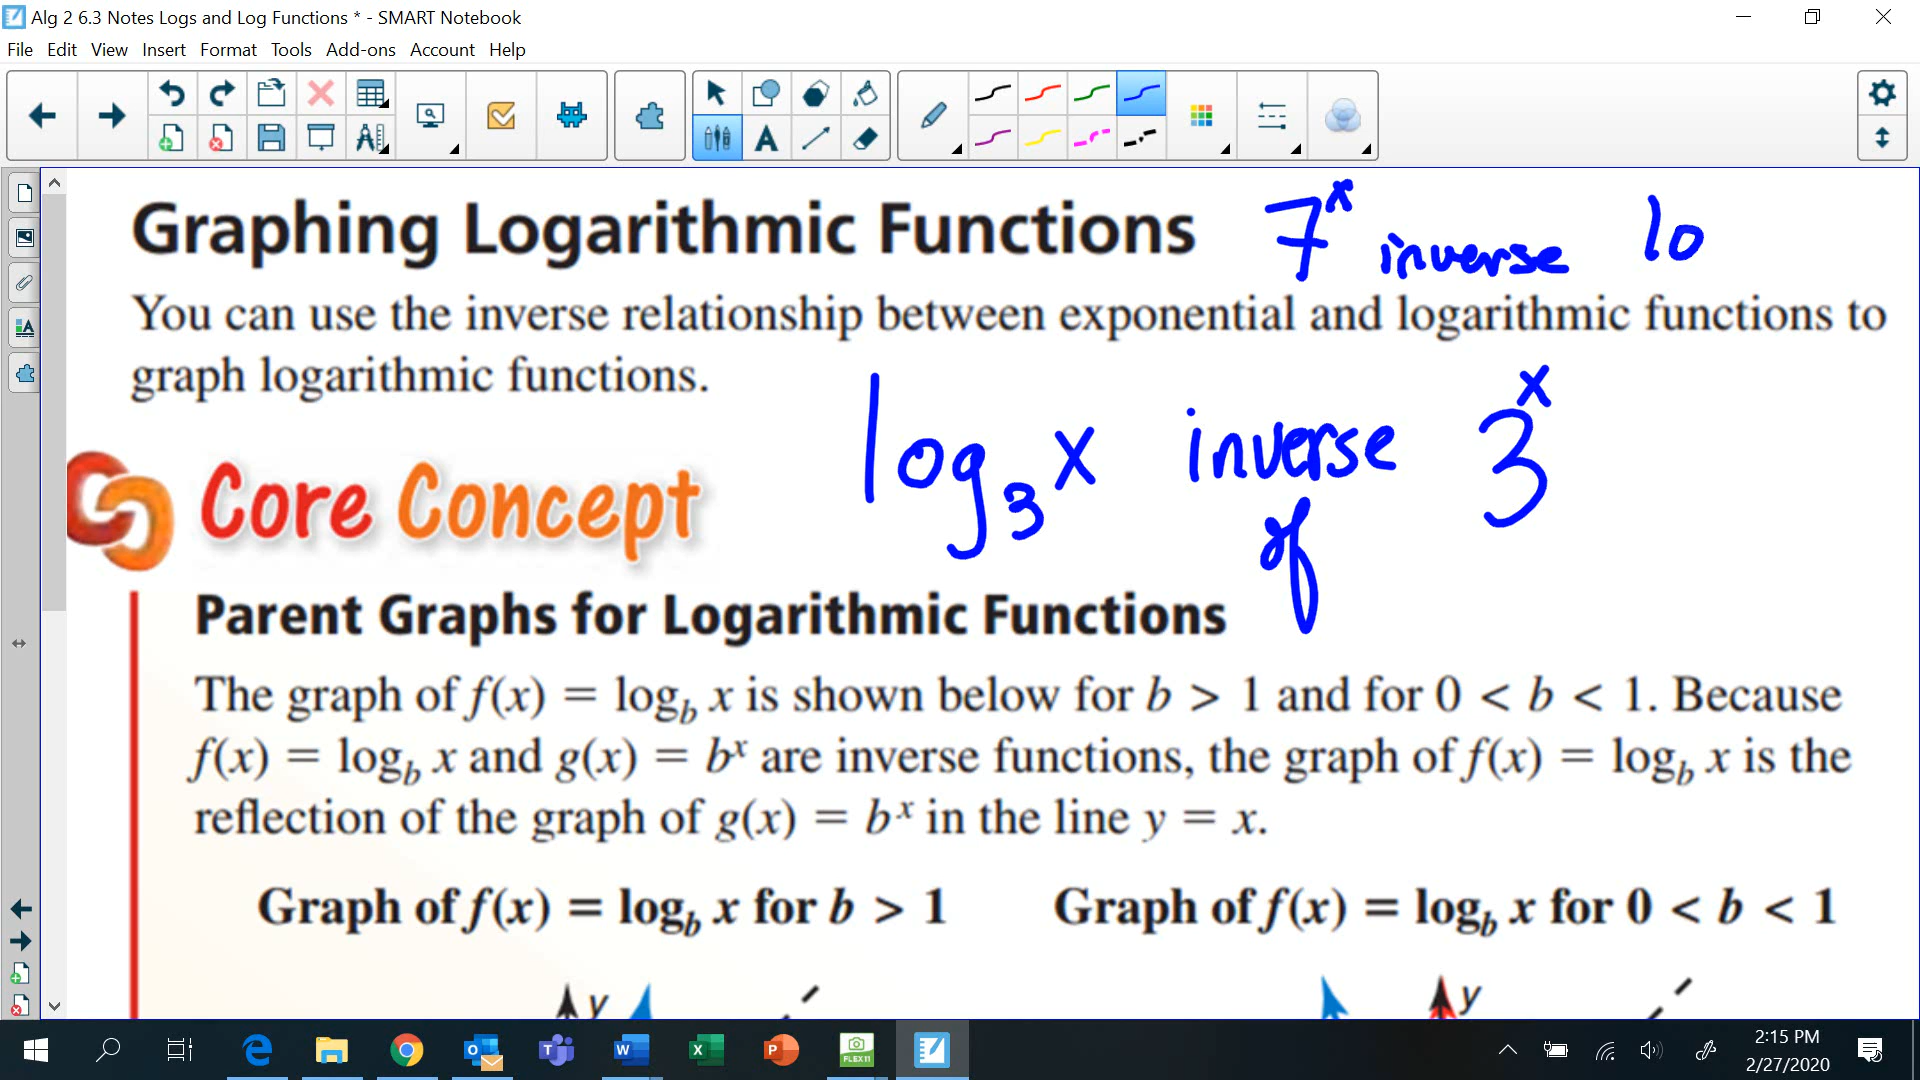 Alg 2 6.3 Notes Logs and Log Functions * - SMART Notebook
File Edit View Insert Format Tools Add-ons Account Help
Graphing Logarithmic Functions
7^x inverse lo
You can use the inverse relationship between exponential and logarithmic functions to
graph logarithmic functions.
log_3 x inverse of 3^x
Core Concept
Parent Graphs for Logarithmic Functions
The graph of f(x) = log_b x is shown below for b > 1 and for 0 < b < 1. Because
f(x) = log_b x and g(x) = b^x are inverse functions, the graph of f(x) = log_b x is the
reflection of the graph of g(x) = b^x in the line y = x.
Graph of f(x) = log_b x for b > 1
Graph of f(x) = log_b x for 0 < b < 1
y
y
FLEX11
2:15 PM
2/27/2020